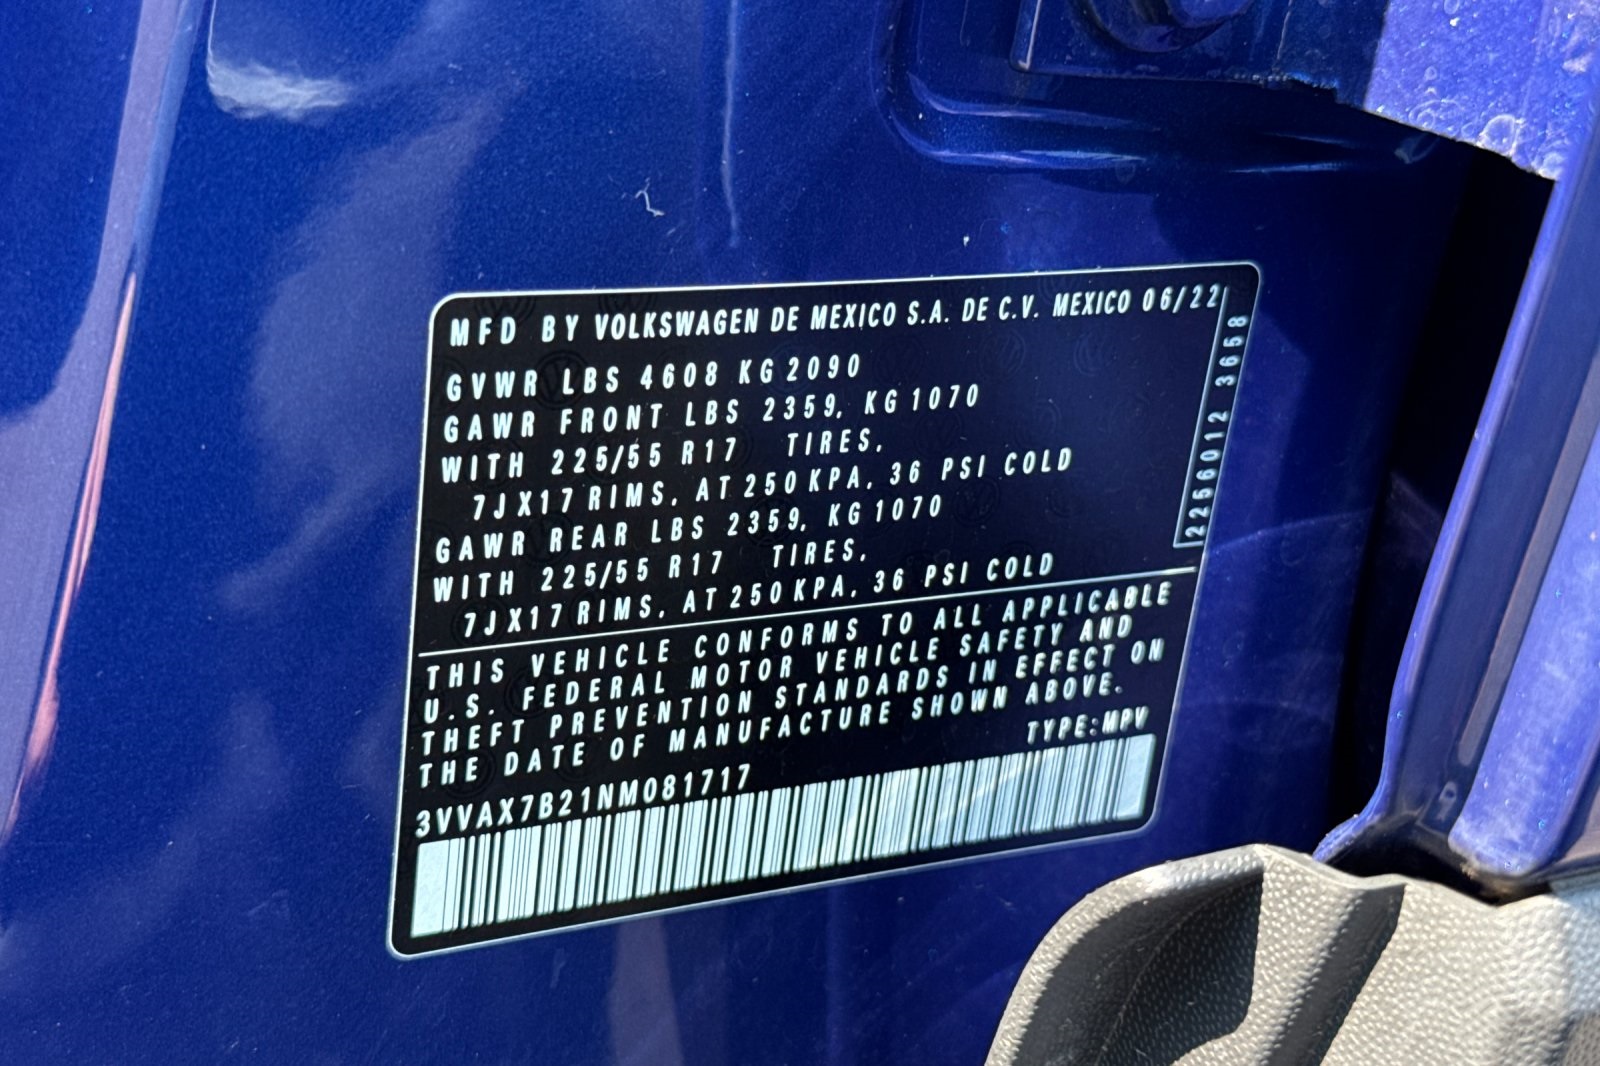 MFD BY VOLKSWAGEN DE MEXICO S.A. DE C.V. MEXICO 06/22
GVWR LBS 4608 KG 2090
GAWR FRONT LBS 2359, KG 1070
WITH 225/55 R17 TIRES,
7JX17 RIMS, AT 250 KPA, 36 PSI COLD
GAWR REAR LBS 2359, KG 1070
WITH 225/55 R17 TIRES,
7JX17 RIMS, AT 250 KPA, 36 PSI COLD
2256012 3658
THIS VEHICLE CONFORMS TO ALL APPLICABLE
U.S. FEDERAL MOTOR VEHICLE SAFETY AND
THEFT PREVENTION STANDARDS IN EFFECT ON
THE DATE OF MANUFACTURE SHOWN ABOVE.
TYPE: MPV
3VVAX7B21NM081717